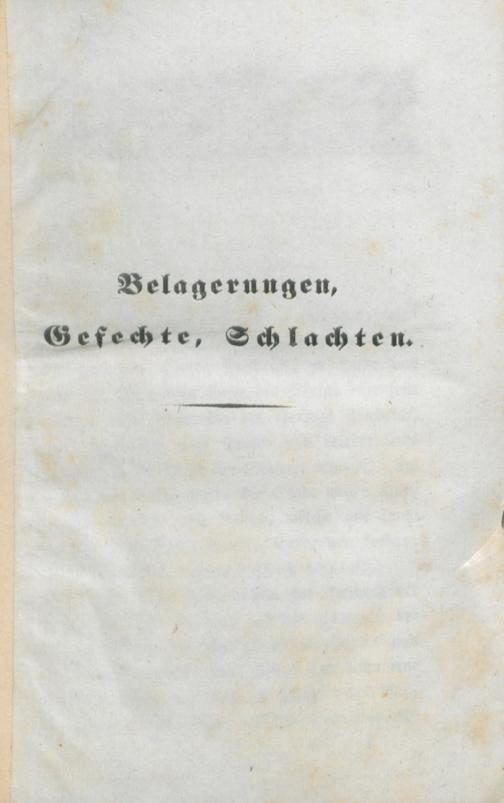 Belagerungen,
Gefechte, Schlachten.